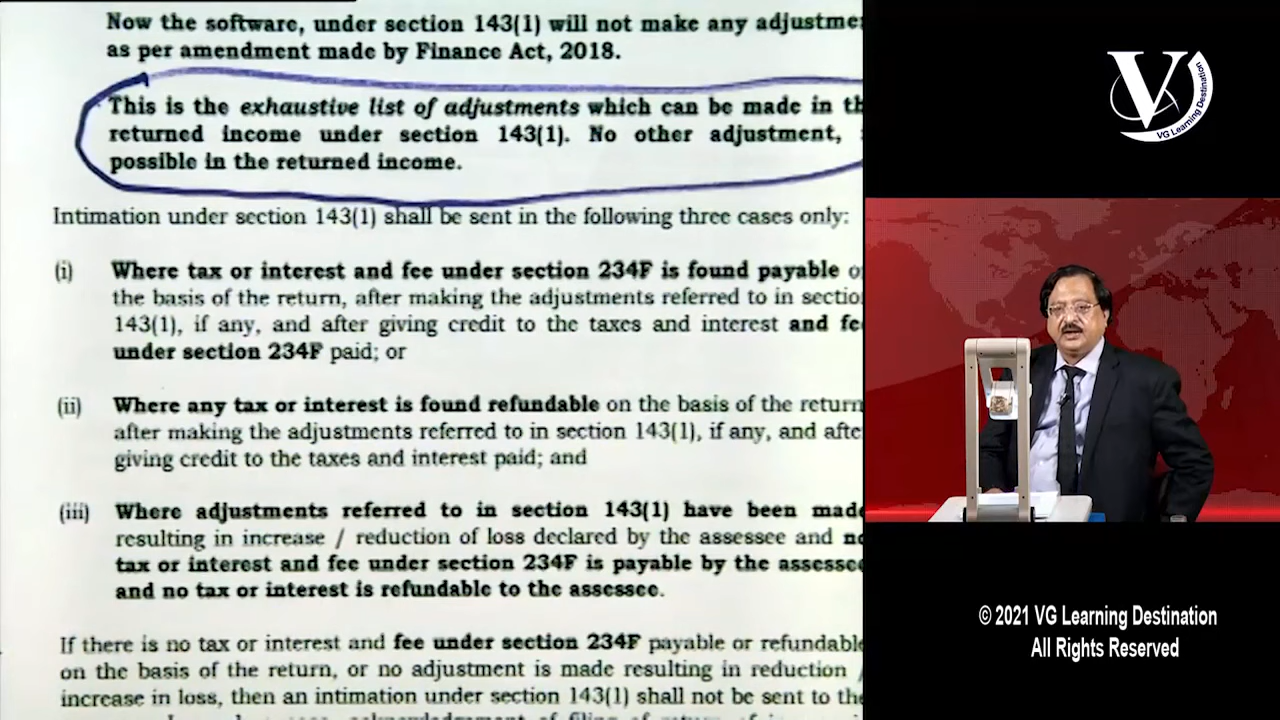 Now the software, under section 143(1) will not make any
as per amendment made by Finance Act, 2018.
This is the exhaustive list of adjustments which can be made in
returned income under section 143(1). No other adjustment,
possible in the returned income.
Intimation under section 143(1) shall be sent in the following three cases only:
(i) Where tax or interest and fee under section 234F is found payable
the basis of the return, after making the adjustments referred to in
143(1), if any, and after giving credit to the taxes and interest and
under section 234F paid; or
(ii) Where any tax or interest is found refundable on the basis of the return
after making the adjustments referred to in section 143(1), if any, and
giving credit to the taxes and interest paid; and
(iii) Where adjustments referred to in section 143(1) have been made
resulting in increase / reduction of loss declared by the assessee and no
tax or interest and fee under section 234F is payable by the assessee
and no tax or interest is refundable to the assessee.
If there is no tax or interest and fee under section 234F payable or refundable
on the basis of the return, or no adjustment is made resulting in reduction /
increase in loss, then an intimation under section 143(1) shall not be sent to the
V
VG Learning Destination
© 2021 VG Learning Destination
All Rights Reserved